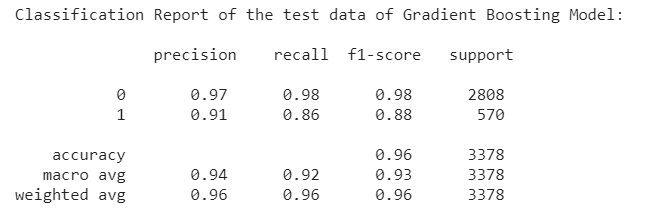 Classification Report of the test data of Gradient Boosting Model:
precision recall f1-score support
0 0.97 0.98 0.98 2808
1 0.91 0.86 0.88 570
accuracy 0.96 3378
macro avg 0.94 0.92 0.93 3378
weighted avg 0.96 0.96 0.96 3378